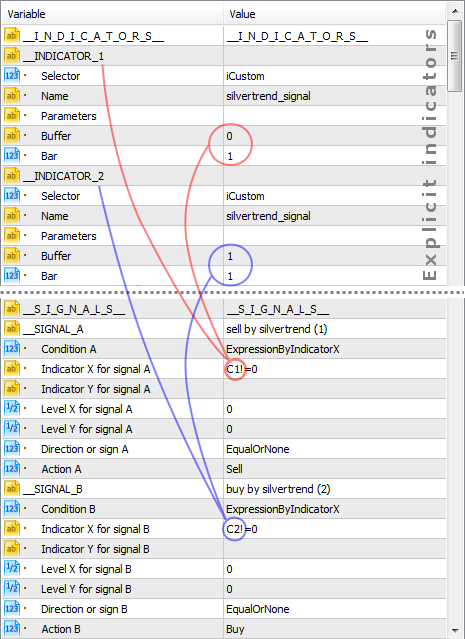 Variable Value
__I_N_D_I_C_A_T_O_R_S__ __I_N_D_I_C_A_T_O_R_S__
__INDICATOR_1
Selector iCustom
Name silvertrend_signal
Parameters
Buffer 0
Bar 1
__INDICATOR_2
Selector iCustom
Name silvertrend_signal
Parameters
Buffer 1
Bar 1
Explicit indicators
__S_I_G_N_A_L_S__ __S_I_G_N_A_L_S__
__SIGNAL_A sell by silvertrend (1)
Condition A ExpressionByIndicatorX
Indicator X for signal A C1!=0
Indicator Y for signal A
Level X for signal A 0
Level Y for signal A 0
Direction or sign A EqualOrNone
Action A Sell
__SIGNAL_B buy by silvertrend (2)
Condition B ExpressionByIndicatorX
Indicator X for signal B C2!=0
Indicator Y for signal B
Level X for signal B 0
Level Y for signal B 0
Direction or sign B EqualOrNone
Action B Buy